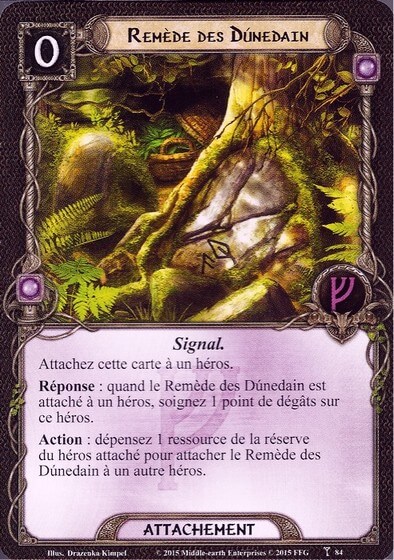 0
Remède des Dúnedain
Signal.
Attachez cette carte à un héros.
Réponse : quand le Remède des Dúnedain est
attaché à un héros, soignez 1 point de dégâts sur
ce héros.
Action : dépensez 1 ressource de la réserve
du héros attaché pour attacher le Remède des
Dúnedain à un autre héros.
Attachement
Illus. Drazenka Kimpel © 2015 Middle-earth Enterprises © 2015 FFG 84